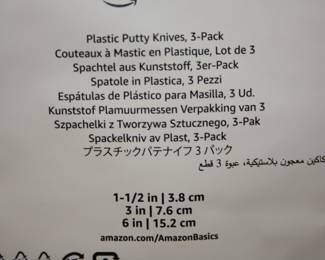 Plastic Putty Knives, 3-Pack
Couteaux à Mastic en Plastique, Lot de 3
Spachtel aus Kunststoff, 3er-Pack
Spatole in Plastica, 3 Pezzi
Espátulas de Plástico para Masilla, 3 Ud.
Kunststof Plamuurmessen Verpakking van 3
Szpachelki z Tworzywa Sztucznego, 3-Pak
Spackelkniv av Plast, 3-Pack
プラスチックパテナイフ 3 パック
كاكين معجون بلاستيكية، عبوة 3 قطع
1-1/2 in | 3.8 cm
3 in | 7.6 cm
6 in | 15.2 cm
amazon.com/AmazonBasics